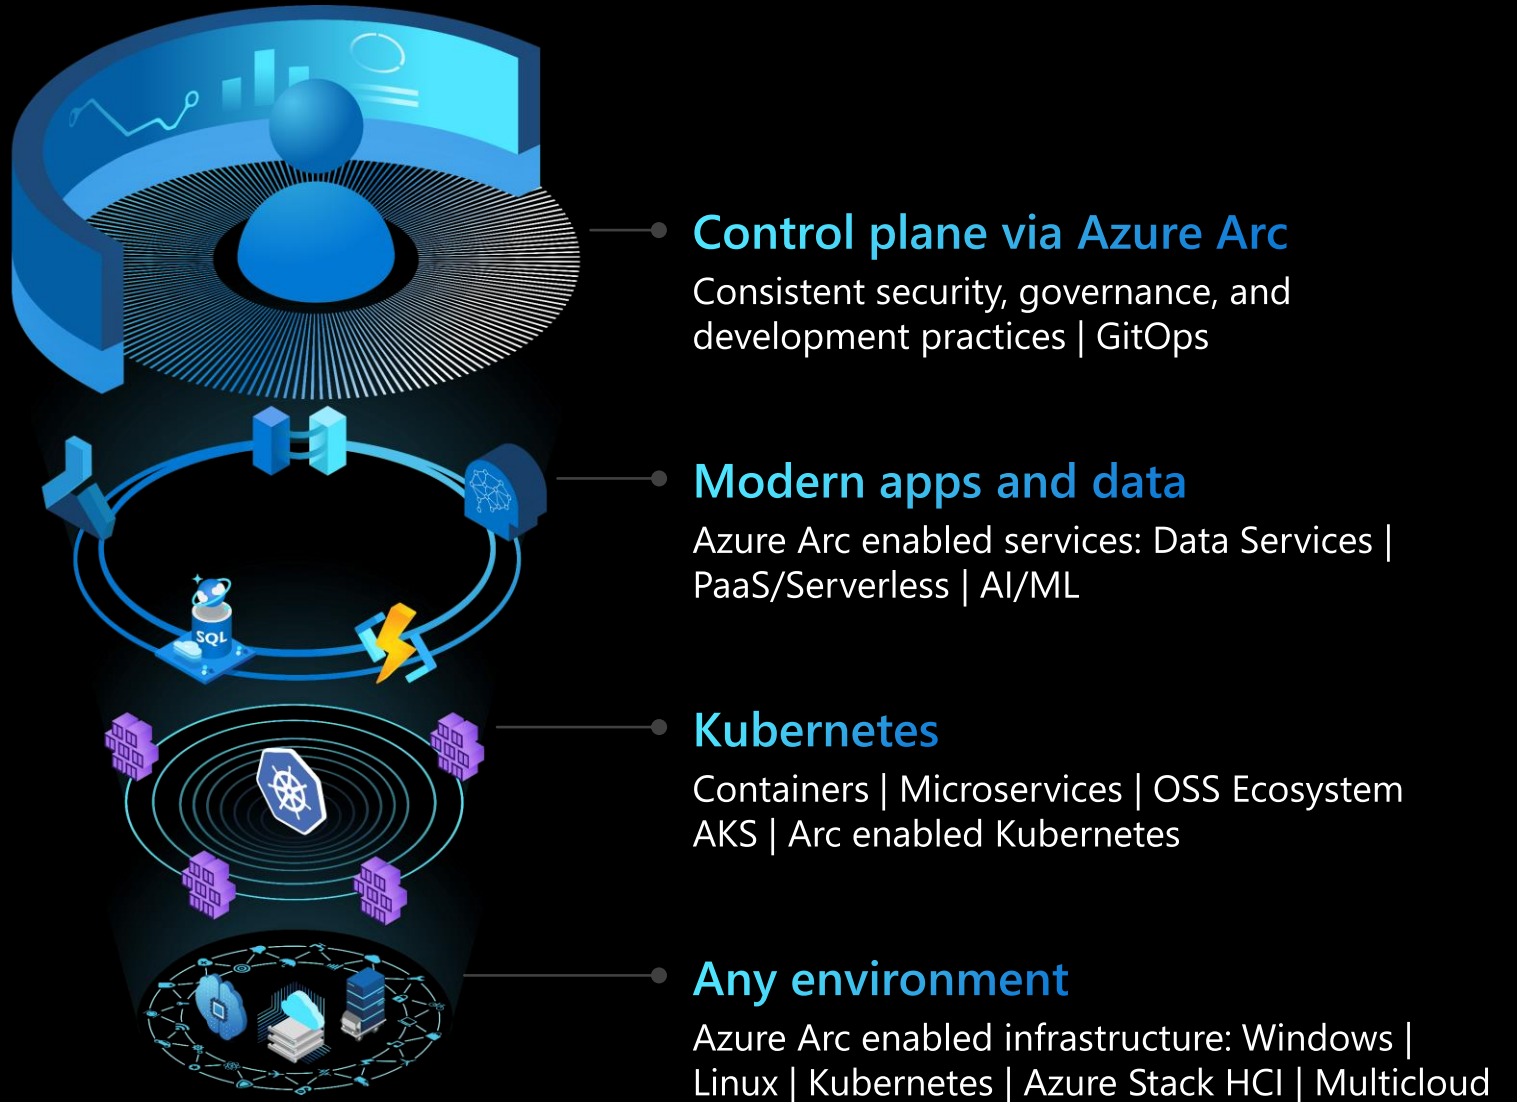 Control plane via Azure Arc
Consistent security, governance, and
development practices | GitOps
Modern apps and data
Azure Arc enabled services: Data Services |
PaaS/Serverless | AI/ML
SQL
Kubernetes
Containers | Microservices | OSS Ecosystem
AKS | Arc enabled Kubernetes
Any environment
Azure Arc enabled infrastructure: Windows |
Linux | Kubernetes | Azure Stack HCI | Multicloud